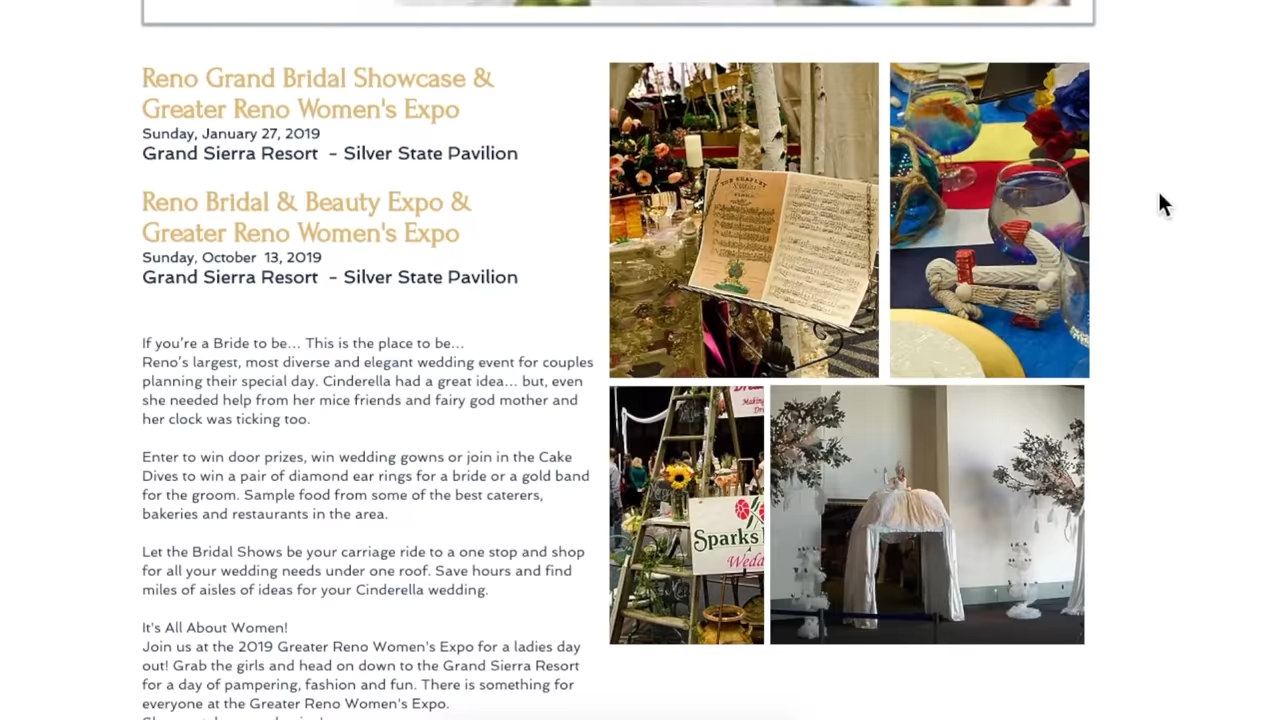 Reno Grand Bridal Showcase &
Greater Reno Women's Expo
Sunday, January 27, 2019
Grand Sierra Resort - Silver State Pavilion
Reno Bridal & Beauty Expo &
Greater Reno Women's Expo
Sunday, October 13, 2019
Grand Sierra Resort - Silver State Pavilion
If you're a Bride to be... This is the place to be...
Reno's largest, most diverse and elegant wedding event for couples
planning their special day. Cinderella had a great idea... but, even
she needed help from her mice friends and fairy god mother and
her clock was ticking too.
Enter to win door prizes, win wedding gowns or join in the Cake
Dives to win a pair of diamond ear rings for a bride or a gold band
for the groom. Sample food from some of the best caterers,
bakeries and restaurants in the area.
Let the Bridal Shows be your carriage ride to a one stop and shop
for all your wedding needs under one roof. Save hours and find
miles of aisles of ideas for your Cinderella wedding.
It's All About Women!
Join us at the 2019 Greater Reno Women's Expo for a ladies day
out! Grab the girls and head on down to the Grand Sierra Resort
for a day of pampering, fashion and fun. There is something for
everyone at the Greater Reno Women's Expo.
Sparks
Wedd